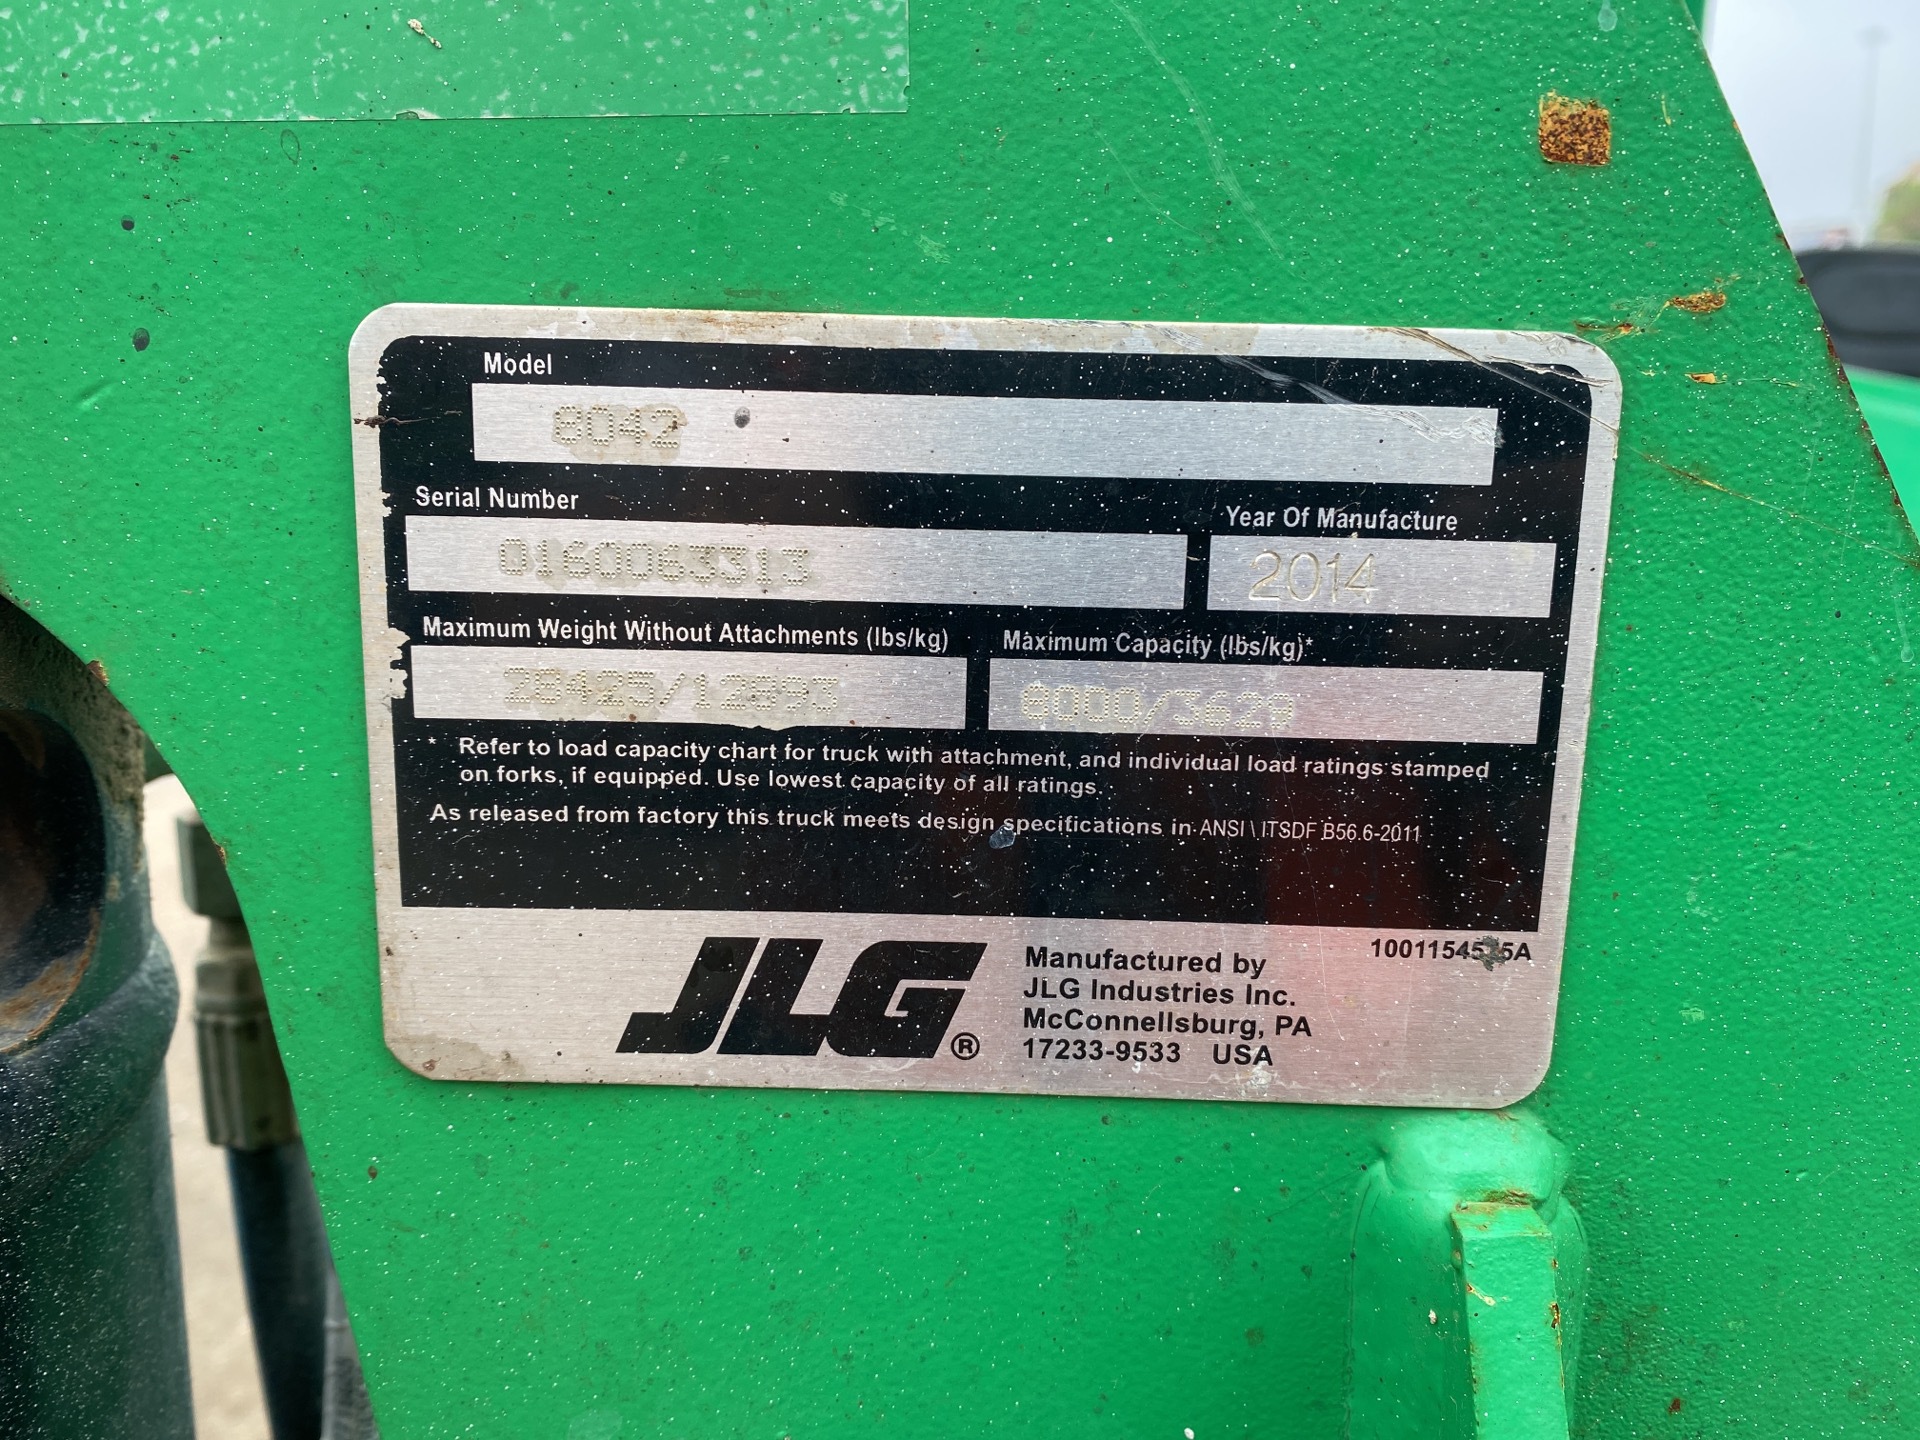 Model
8042
Serial Number
0160063313
Year Of Manufacture
2014
Maximum Weight Without Attachments (lbs/kg)
28425/12893
Maximum Capacity (lbs/kg)*
8000/3629
* Refer to load capacity chart for truck with attachment, and individual load ratings stamped
on forks, if equipped. Use lowest capacity of all ratings.
As released from factory this truck meets design specifications in ANSI \ ITSDF B56.6-2011
JLG®
Manufactured by
JLG Industries Inc.
McConnellsburg, PA
17233-9533 USA